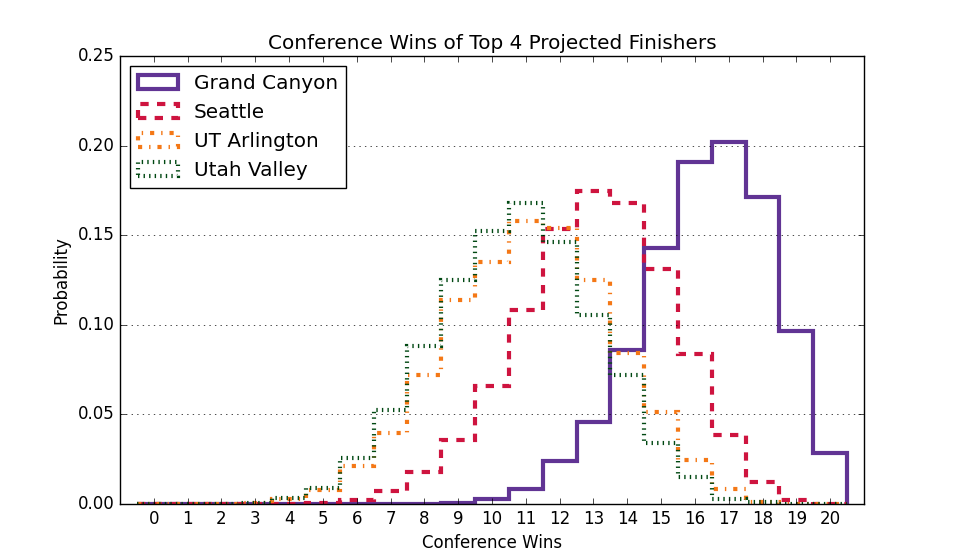 Conference Wins of Top 4 Projected Finishers
0.25
Grand Canyon
Seattle
UT Arlington
Utah Valley
0.20
0.15
0.10
0.05
0.00
Probability
0 1 2 3 4 5 6 7 8 9 10 11 12 13 14 15 16 17 18 19 20
Conference Wins